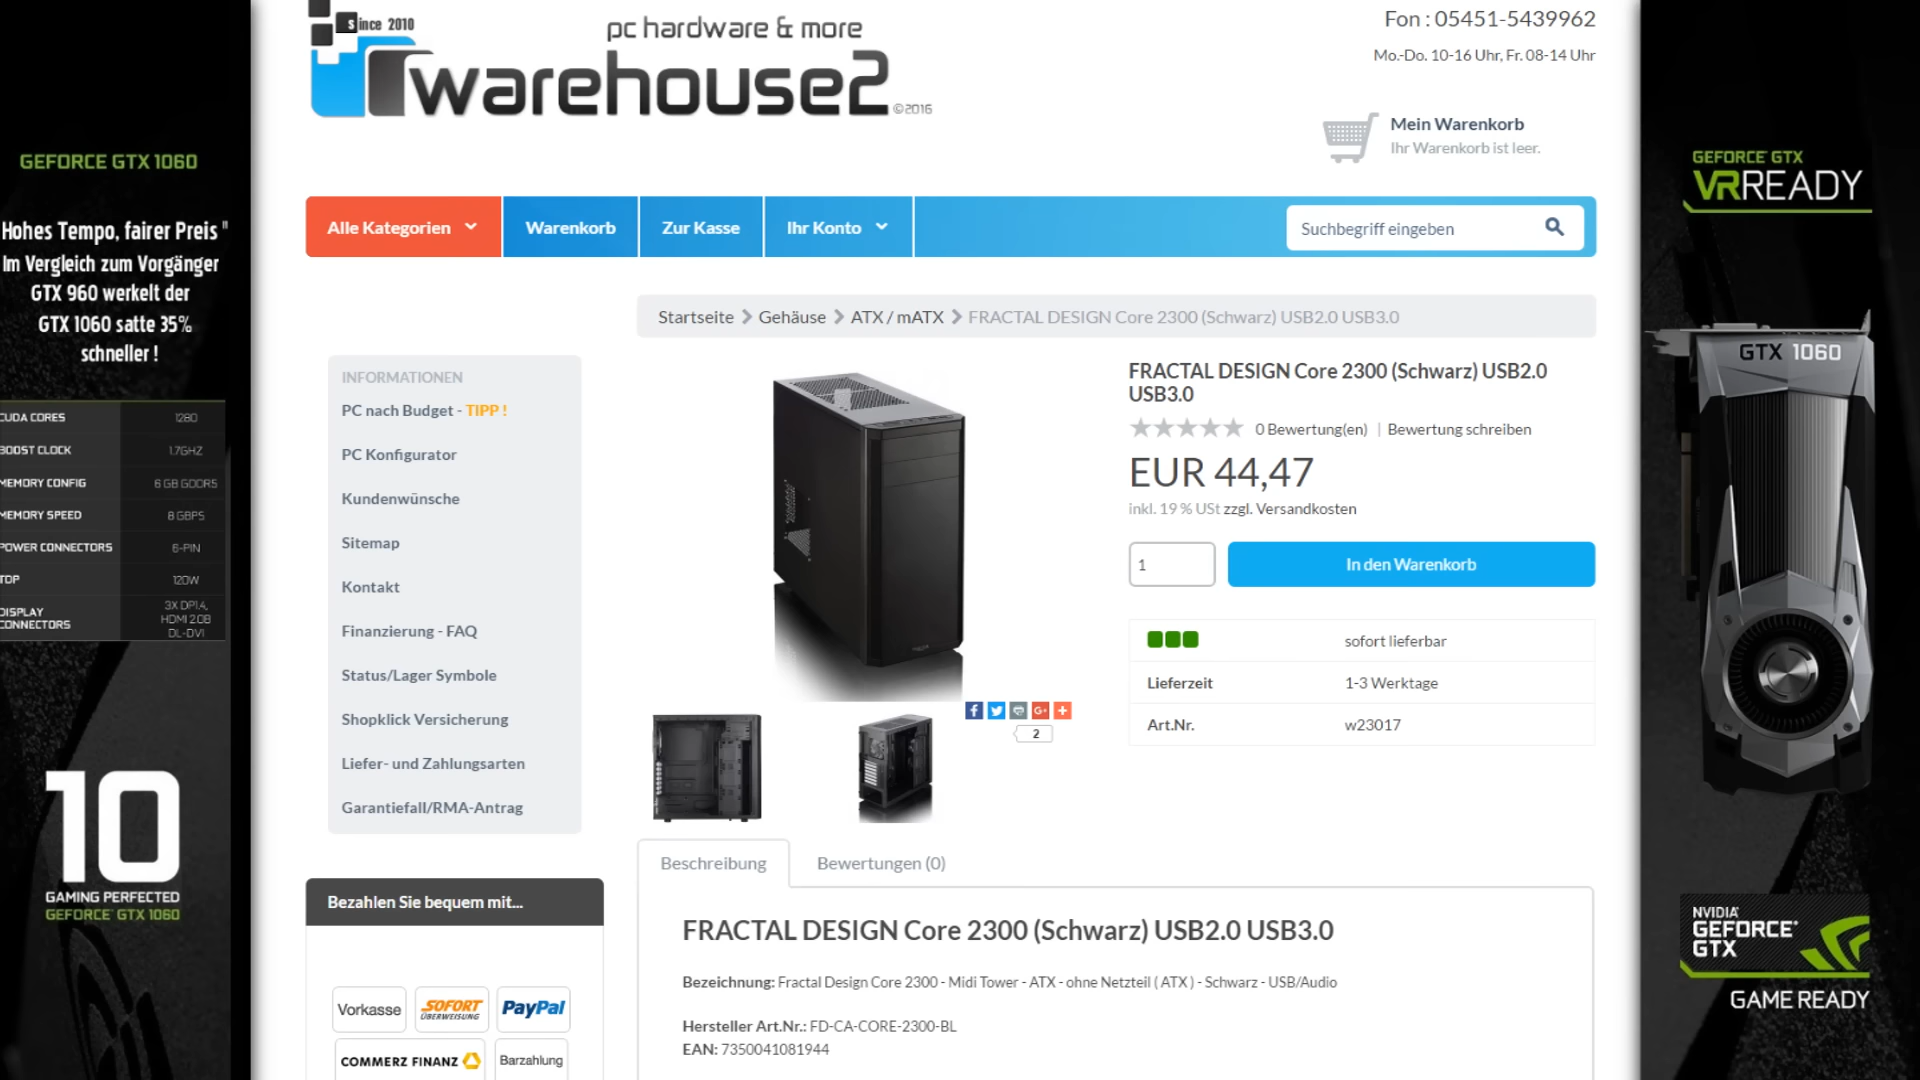 since 2010
pc hardware & more
warehouse2
©2016
Fon : 05451-5439962
Mo.-Do. 10-16 Uhr, Fr. 08-14 Uhr
Mein Warenkorb
Ihr Warenkorb ist leer.
Alle Kategorien
Warenkorb
Zur Kasse
Ihr Konto
Suchbegriff eingeben
Startseite
Gehäuse
ATX / mATX
FRACTAL DESIGN Core 2300 (Schwarz) USB2.0 USB3.0
GEFORCE GTX 1060
Hohes Tempo, fairer Preis "
Im Vergleich zum Vorgänger
GTX 960 werkelt der
GTX 1060 satte 35%
schneller !
CUDA CORES 1280
BOOST CLOCK 1.7GHZ
MEMORY CONFIG 6 GB GDDR5
MEMORY SPEED 8 GBPS
POWER CONNECTORS 6-PIN
TDP 120W
DISPLAY CONNECTORS
3X DP1.4,
HDMI 2.0B
DL-DVI
10
GAMING PERFECTED
GEFORCE GTX 1060
INFORMATIONEN
PC nach Budget - TIPP !
PC Konfigurator
Kundenwünsche
Sitemap
Kontakt
Finanzierung - FAQ
Status/Lager Symbole
Shopklick Versicherung
Liefer- und Zahlungsarten
Garantiefall/RMA-Antrag
Bezahlen Sie bequem mit...
Vorkasse
SOFORT
ÜBERWEISUNG
PayPal
COMMERZ FINANZ
Barzahlung
2
FRACTAL DESIGN Core 2300 (Schwarz) USB2.0
USB3.0
0 Bewertung(en) | Bewertung schreiben
EUR 44,47
inkl. 19 % USt zzgl. Versandkosten
1
In den Warenkorb
sofort lieferbar
Lieferzeit 1-3 Werktage
Art.Nr. w23017
Beschreibung
Bewertungen (0)
FRACTAL DESIGN Core 2300 (Schwarz) USB2.0 USB3.0
Bezeichnung: Fractal Design Core 2300 - Midi Tower - ATX - ohne Netzteil ( ATX ) - Schwarz - USB/Audio
Hersteller Art.Nr.: FD-CA-CORE-2300-BL
EAN: 7350041081944
GEFORCE GTX
VRREADY
GTX 1060
NVIDIA
GEFORCE
GTX
GAME READY